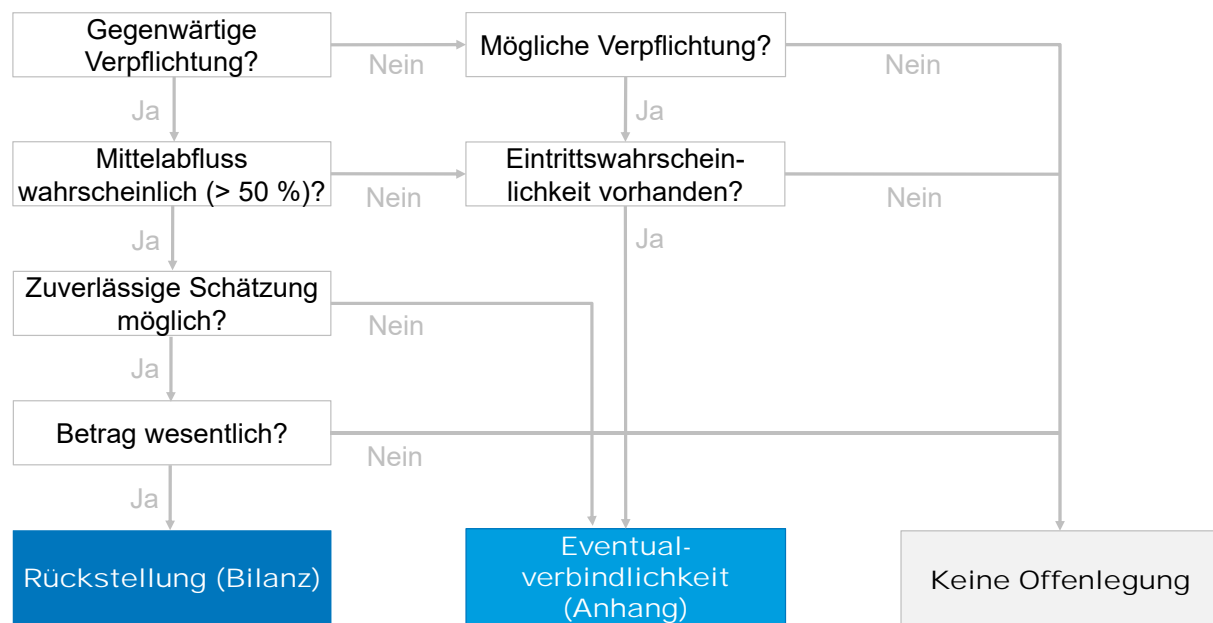 Gegenwärtige
Verpflichtung?
Nein
Mögliche Verpflichtung?
Nein
Ja
Ja
Mittelabfluss
wahrscheinlich (> 50 %)?
Nein
Eintrittswahrschein-
lichkeit vorhanden?
Nein
Ja
Ja
Zuverlässige Schätzung
möglich?
Nein
Ja
Betrag wesentlich?
Nein
Ja
Rückstellung (Bilanz)
Eventual-
verbindlichkeit
(Anhang)
Keine Offenlegung